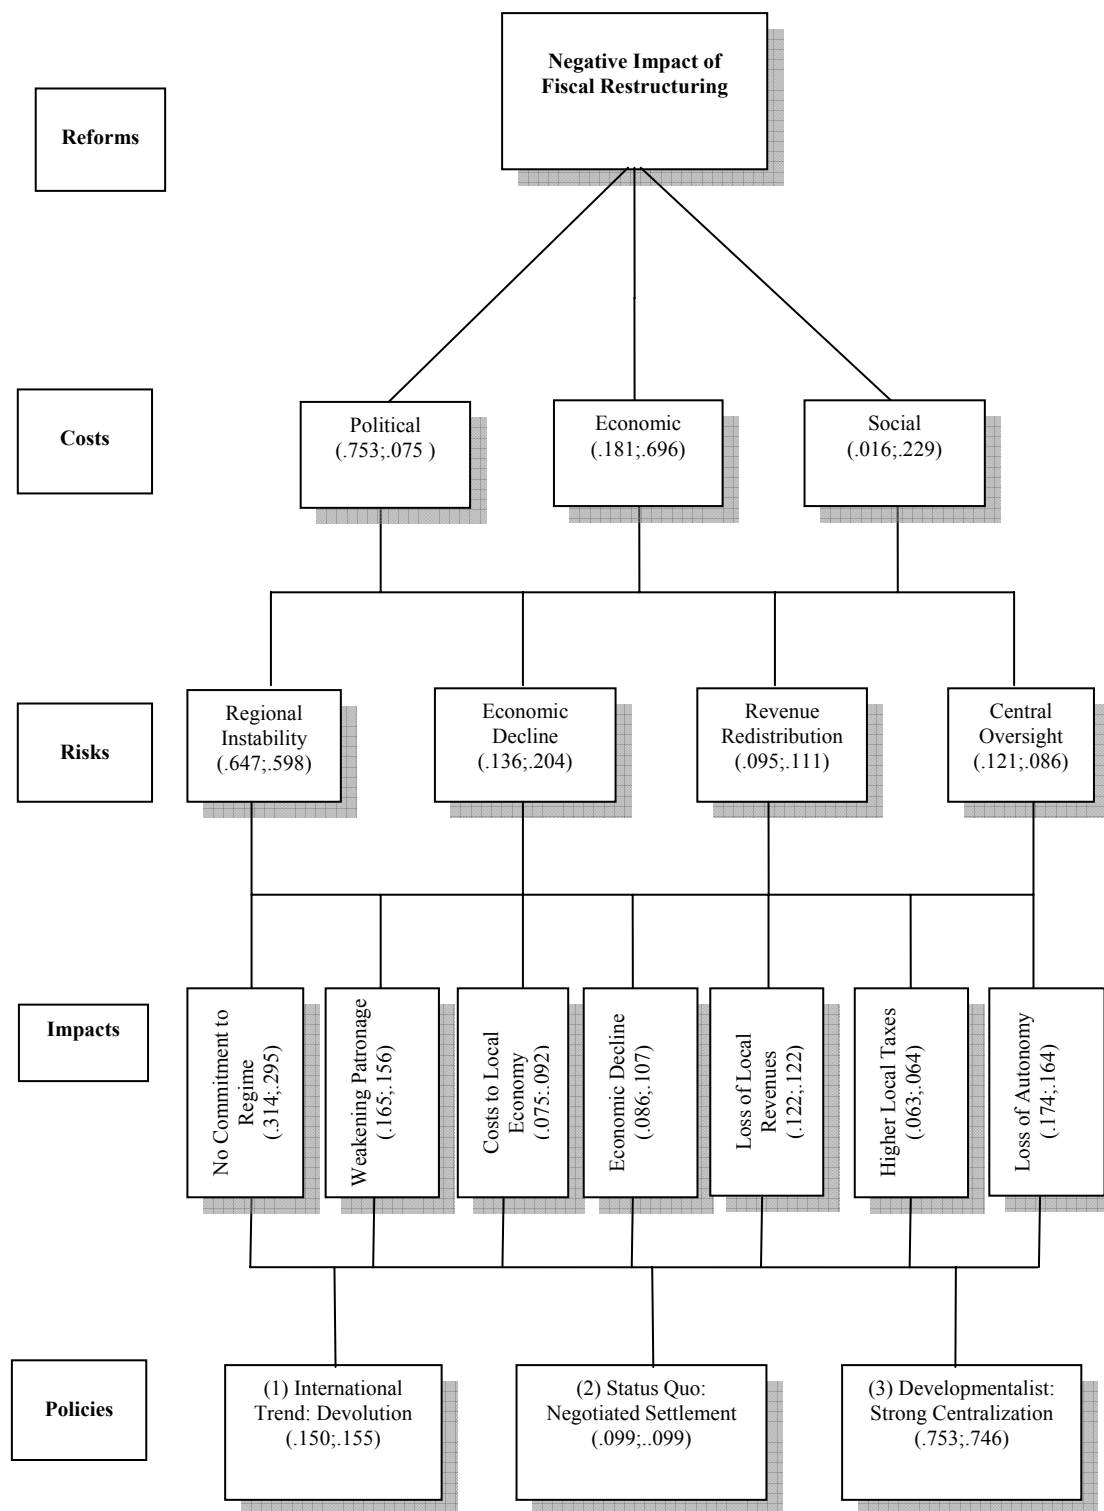 Negative Impact of
Fiscal Restructuring
Reforms
Costs
Political
(.753;.075 )
Economic
(.181;.696)
Social
(.016;.229)
Risks
Regional
Instability
(.647;.598)
Economic
Decline
(.136;.204)
Revenue
Redistribution
(.095;.111)
Central
Oversight
(.121;.086)
Impacts
No Commitment to
Regime
(.314;.295)
Weakening Patronage
(.165;.156)
Costs to Local
Economy
(.075:.092)
Economic Decline
(.086;.107)
Loss of Local
Revenues
(.122;.122)
Higher Local Taxes
(.063;.064)
Loss of Autonomy
(.174;.164)
Policies
(1) International
Trend: Devolution
(.150;.155)
(2) Status Quo:
Negotiated Settlement
(.099;..099)
(3) Developmentalist:
Strong Centralization
(.753;.746)